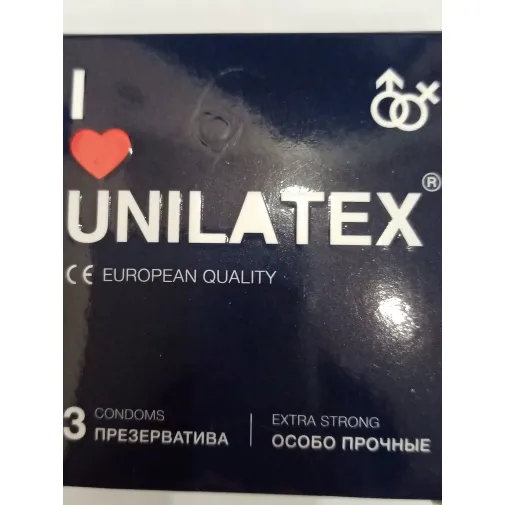 I
UNILATEX®
CE EUROPEAN QUALITY
3 CONDOMS
ПРЕЗЕРВАТИВА
EXTRA STRONG
ОСОБО ПРОЧНЫЕ